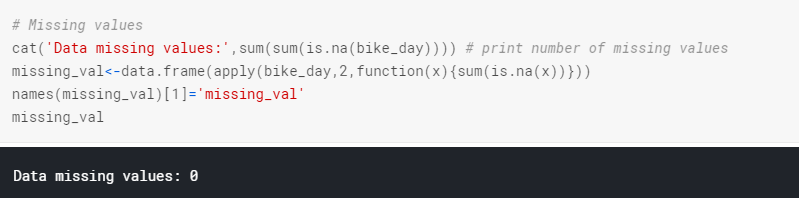 # Missing values
cat('Data missing values:',sum(sum(is.na(bike_day)))) # print number of missing values
missing_val<-data.frame(apply(bike_day,2,function(x){sum(is.na(x))}))
names(missing_val)[1]='missing_val'
missing_val
Data missing values: 0